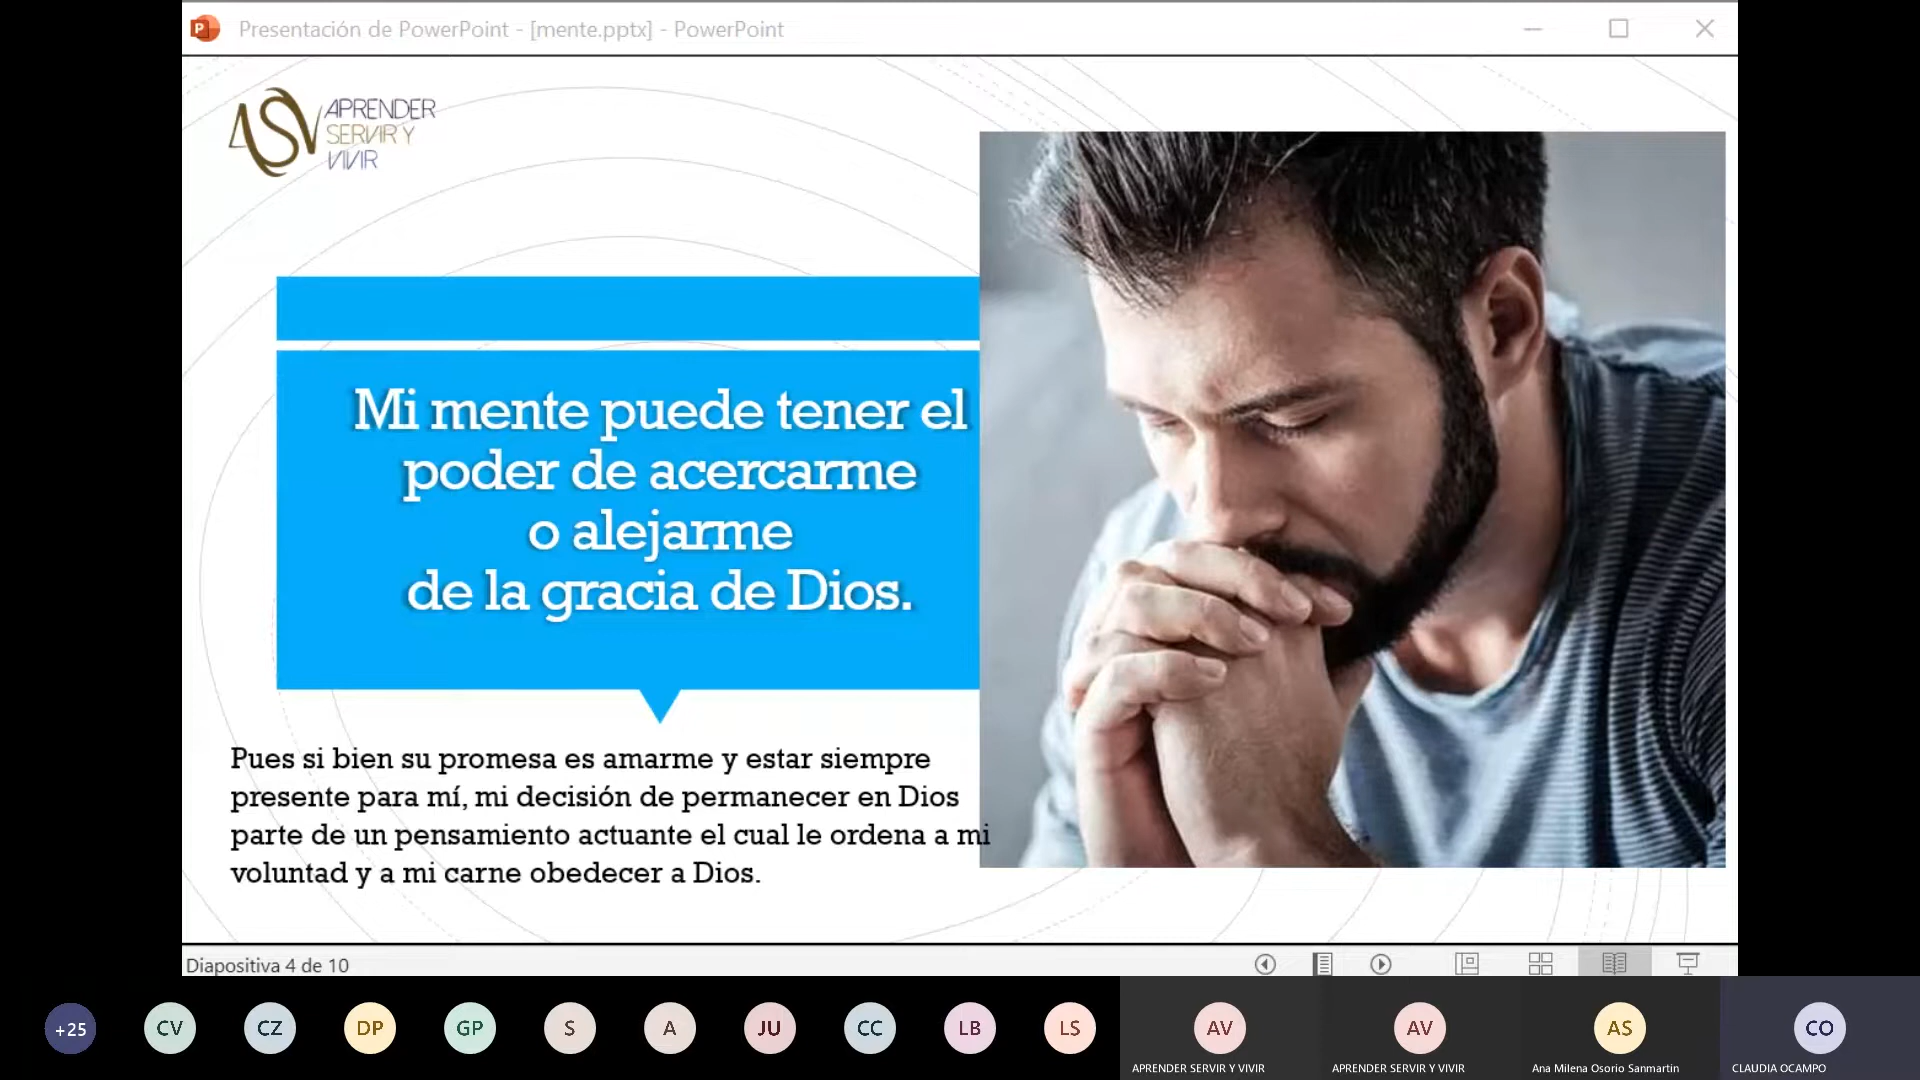 Presentación de PowerPoint - [mente.pptx] - PowerPoint
ASV
APRENDER
SERVIR Y
VIVIR
Mi mente puede tener el
poder de acercarme
o alejarme
de la gracia de Dios.
Pues si bien su promesa es amarme y estar siempre
presente para mí, mi decisión de permanecer en Dios
parte de un pensamiento actuante el cual le ordena a mi
voluntad y a mi carne obedecer a Dios.
Diapositiva 4 de 10
+25 CV CZ DP GP S A JU CC LB LS AV AV AS CO
APRENDER SERVIR Y VIVIR APRENDER SERVIR Y VIVIR Ana Milena Osorio Sanmartin CLAUDIA OCAMPO